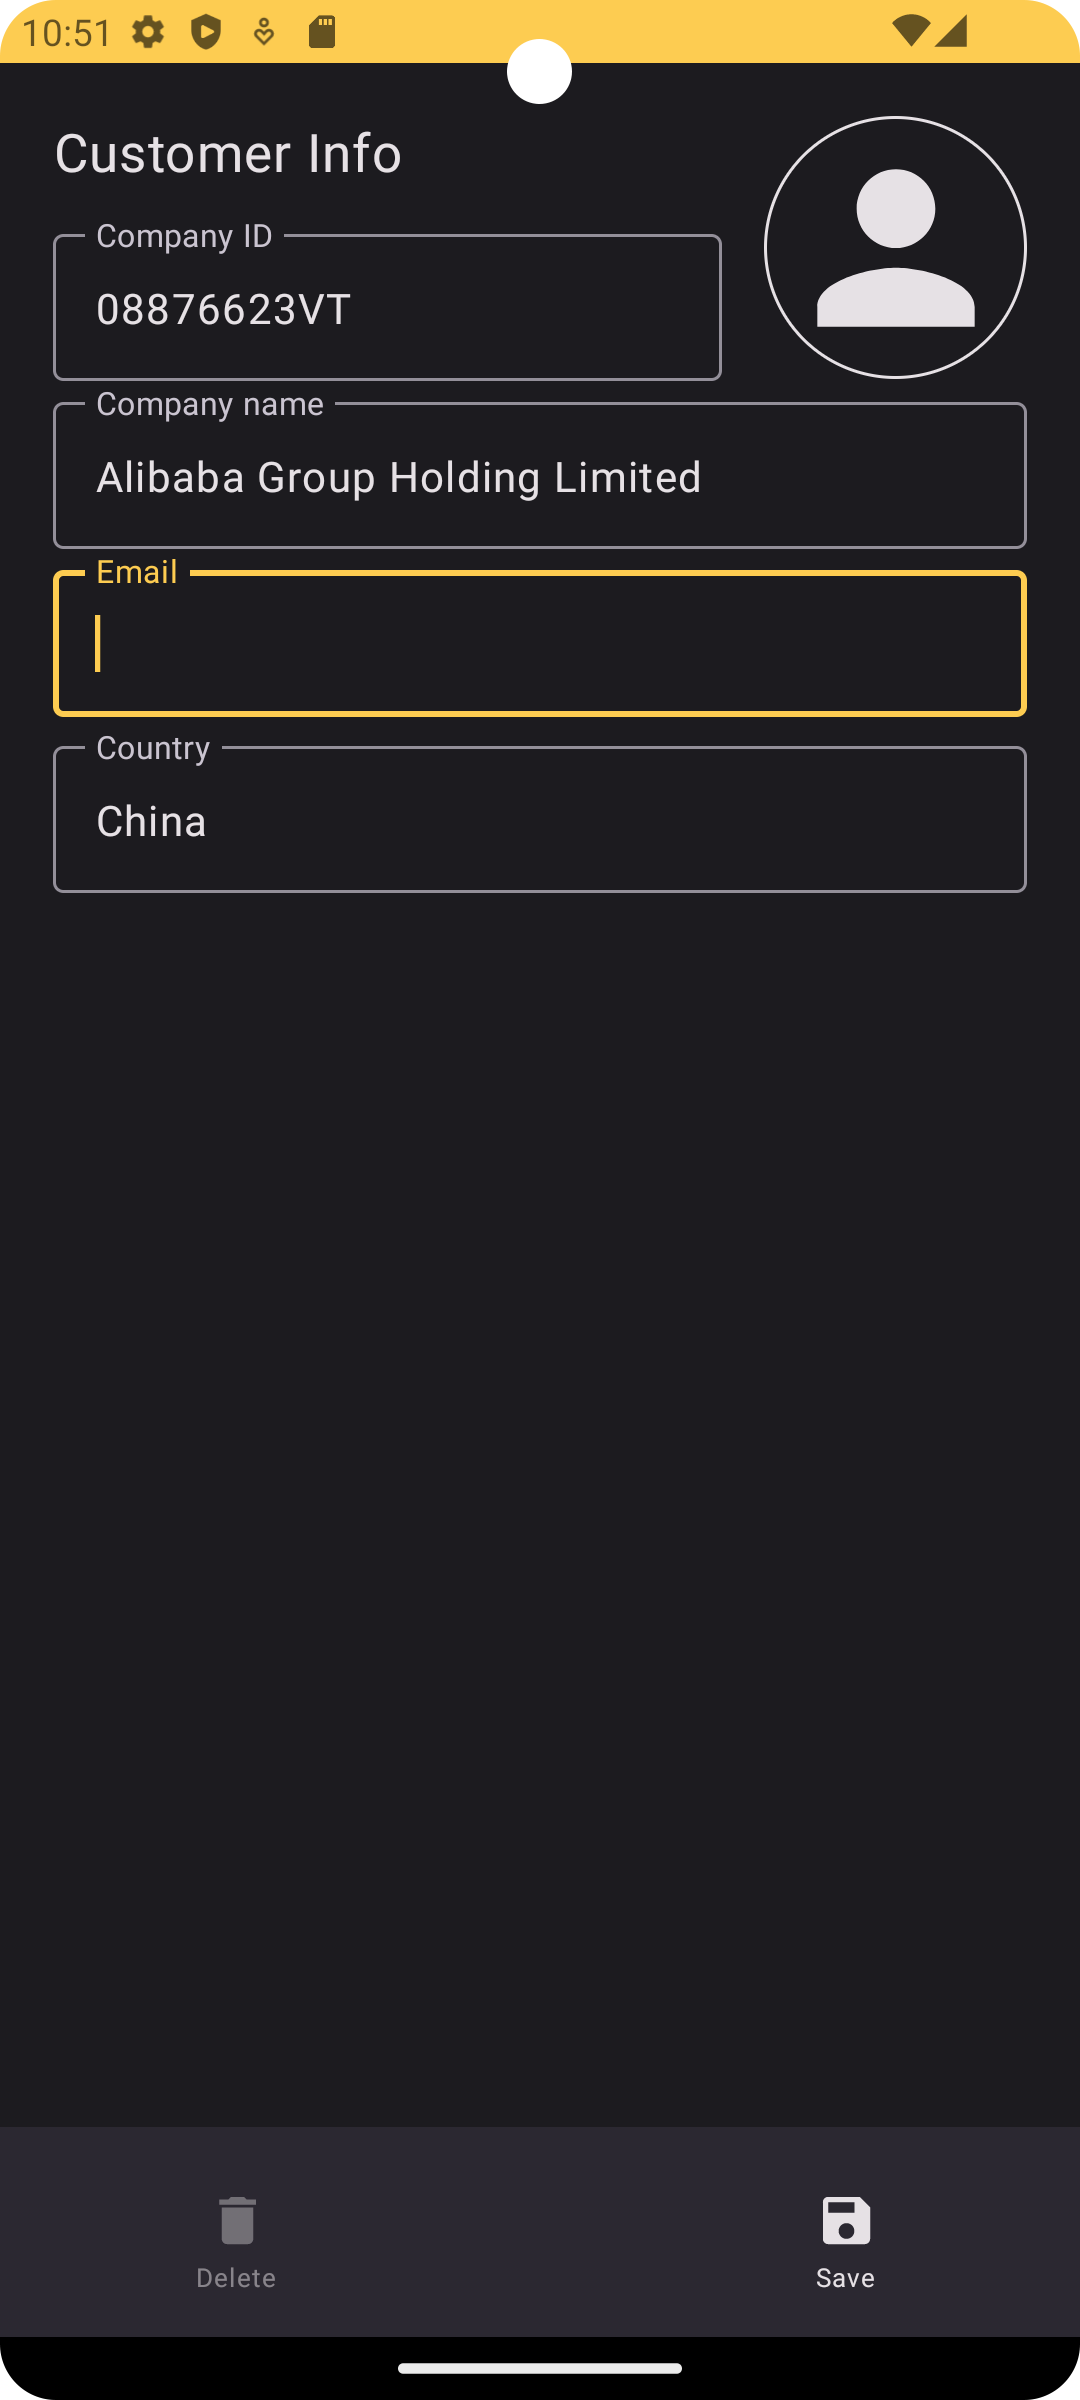 10:51
Customer Info
Company ID
08876623VT
Company name
Alibaba Group Holding Limited
Email
Country
China
Delete
Save